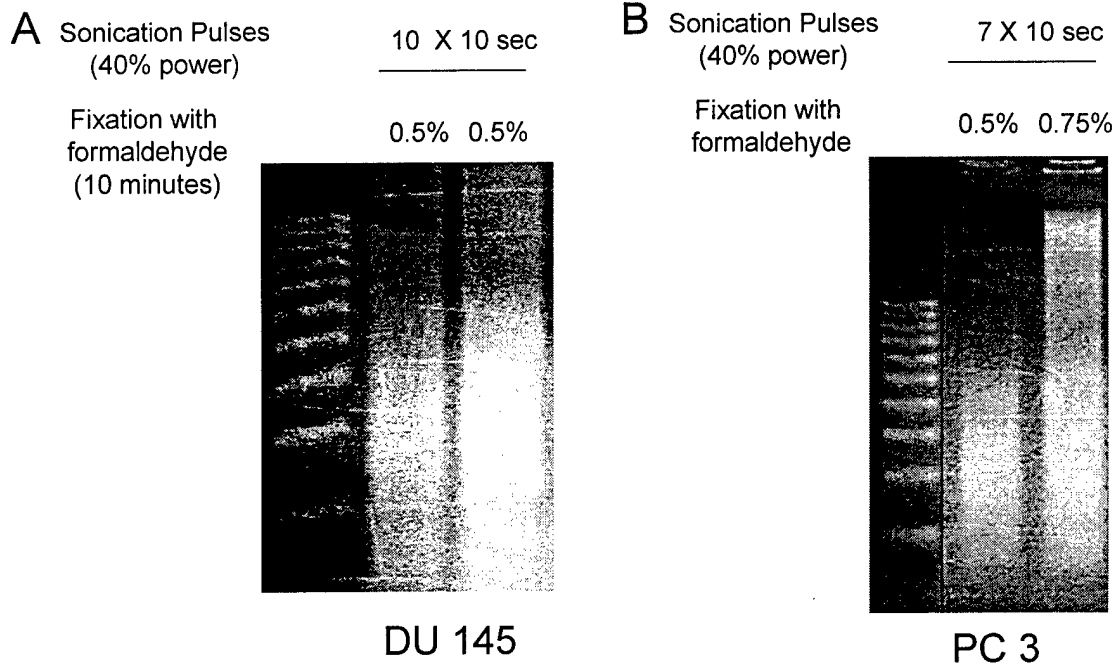 A
Sonication Pulses
(40% power)
10 X 10 sec
Fixation with
formaldehyde
(10 minutes)
0.5% 0.5%
DU 145
B
Sonication Pulses
(40% power)
7 X 10 sec
Fixation with
formaldehyde
0.5% 0.75%
PC 3